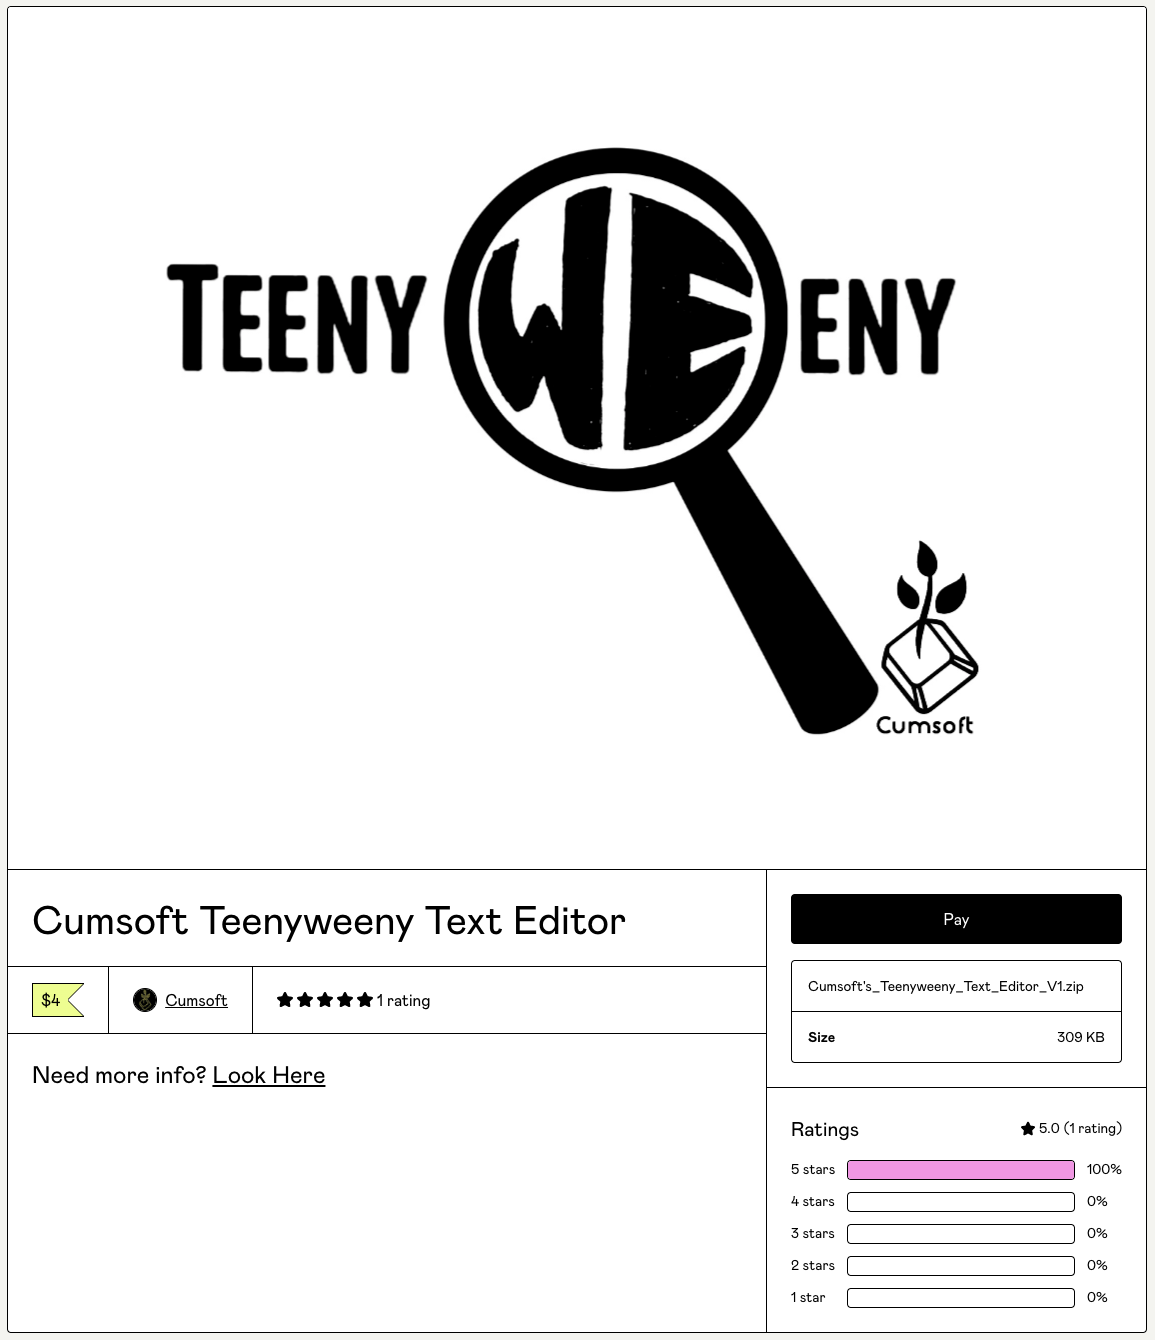 TEENY WE ENY
Cumsoft
Cumsoft Teenyweeny Text Editor
$4
Cumsoft
1 rating
Need more info? Look Here
Pay
Cumsoft's_Teenyweeny_Text_Editor_V1.zip
Size 309 KB
Ratings 5.0 (1 rating)
5 stars 100%
4 stars 0%
3 stars 0%
2 stars 0%
1 star 0%